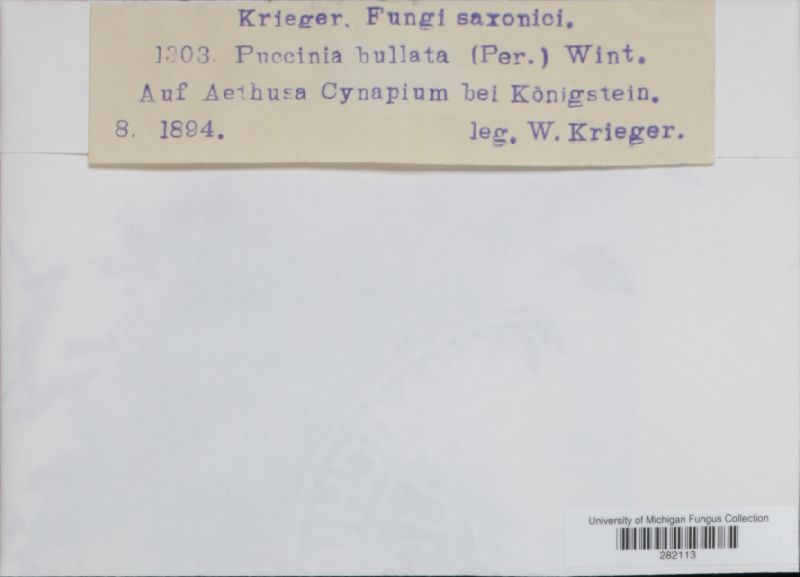 Krieger. Fungi saxonici.
1303. Puccinia bullata (Per.) Wint.
Auf Aethusa Cynapium bei Königstein.
8. 1894. leg. W. Krieger.
University of Michigan Fungus Collection
282113